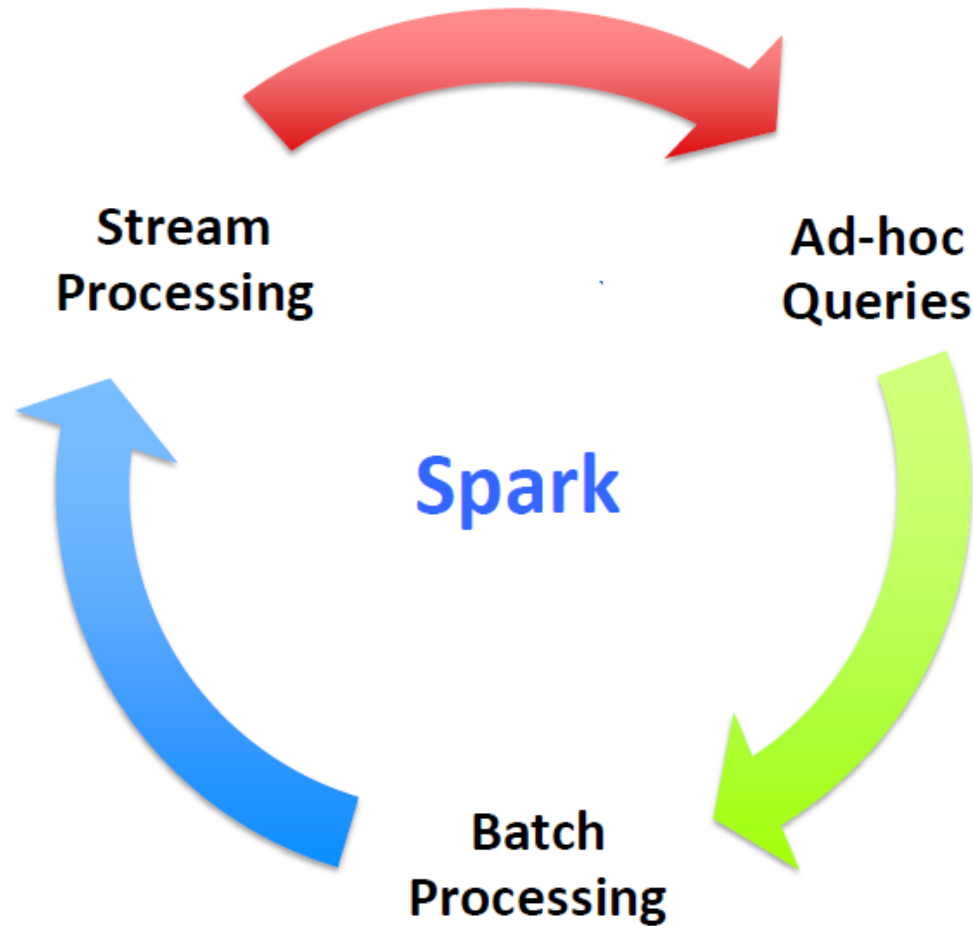 Stream
Processing
Ad-hoc
Queries
Spark
Batch
Processing